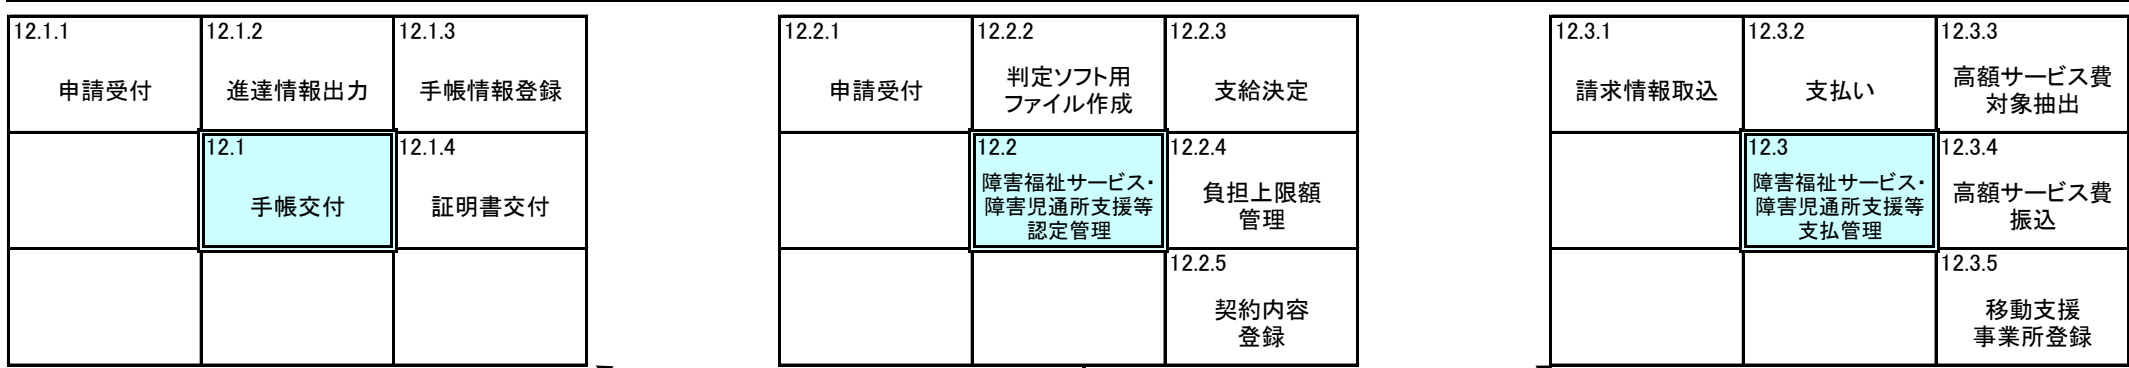 12.1.1
申請受付
12.1.2
進達情報出力
12.1.3
手帳情報登録
12.1
手帳交付
12.1.4
証明書交付
12.2.1
申請受付
12.2.2
判定ソフト用
ファイル作成
12.2.3
支給決定
12.2
障害福祉サービス・
障害児通所支援等
認定管理
12.2.4
負担上限額
管理
12.2.5
契約内容
登録
12.3.1
請求情報取込
12.3.2
支払い
12.3.3
高額サービス費
対象抽出
12.3
障害福祉サービス・
障害児通所支援等
支払管理
12.3.4
高額サービス費
振込
12.3.5
移動支援
事業所登録